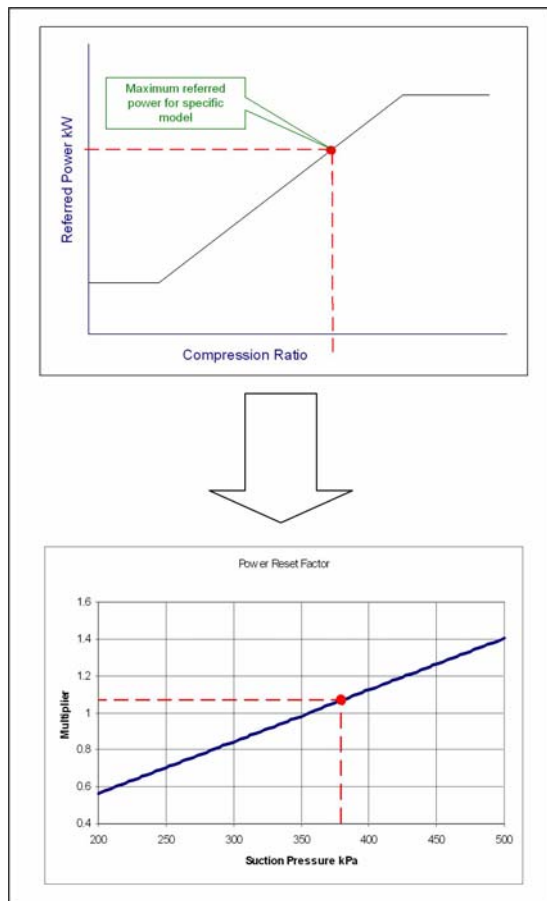 Maximum referred
power for specific
model
Referred Power kW
Compression Ratio
Power Reset Factor
Multiplier
1.6
1.4
1.2
1
0.8
0.6
0.4
200
250
300
350
400
450
500
Suction Pressure kPa